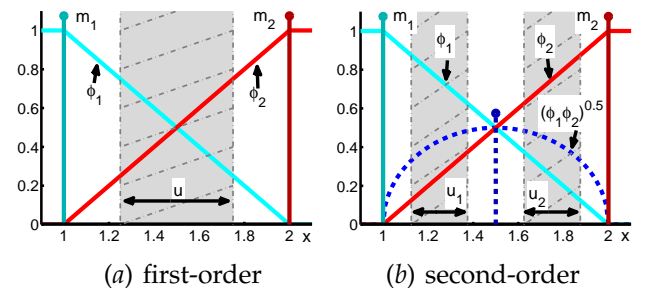 m1 m2
1
0.8
0.6
0.4
0.2
0
ϕ1 ϕ2
u
1 1.2 1.4 1.6 1.8 2 x
(a) first-order
m1 m2
1
0.8
0.6
0.4
0.2
0
ϕ1 ϕ2
(ϕ1ϕ2)^0.5
u1 u2
1 1.2 1.4 1.6 1.8 2 x
(b) second-order